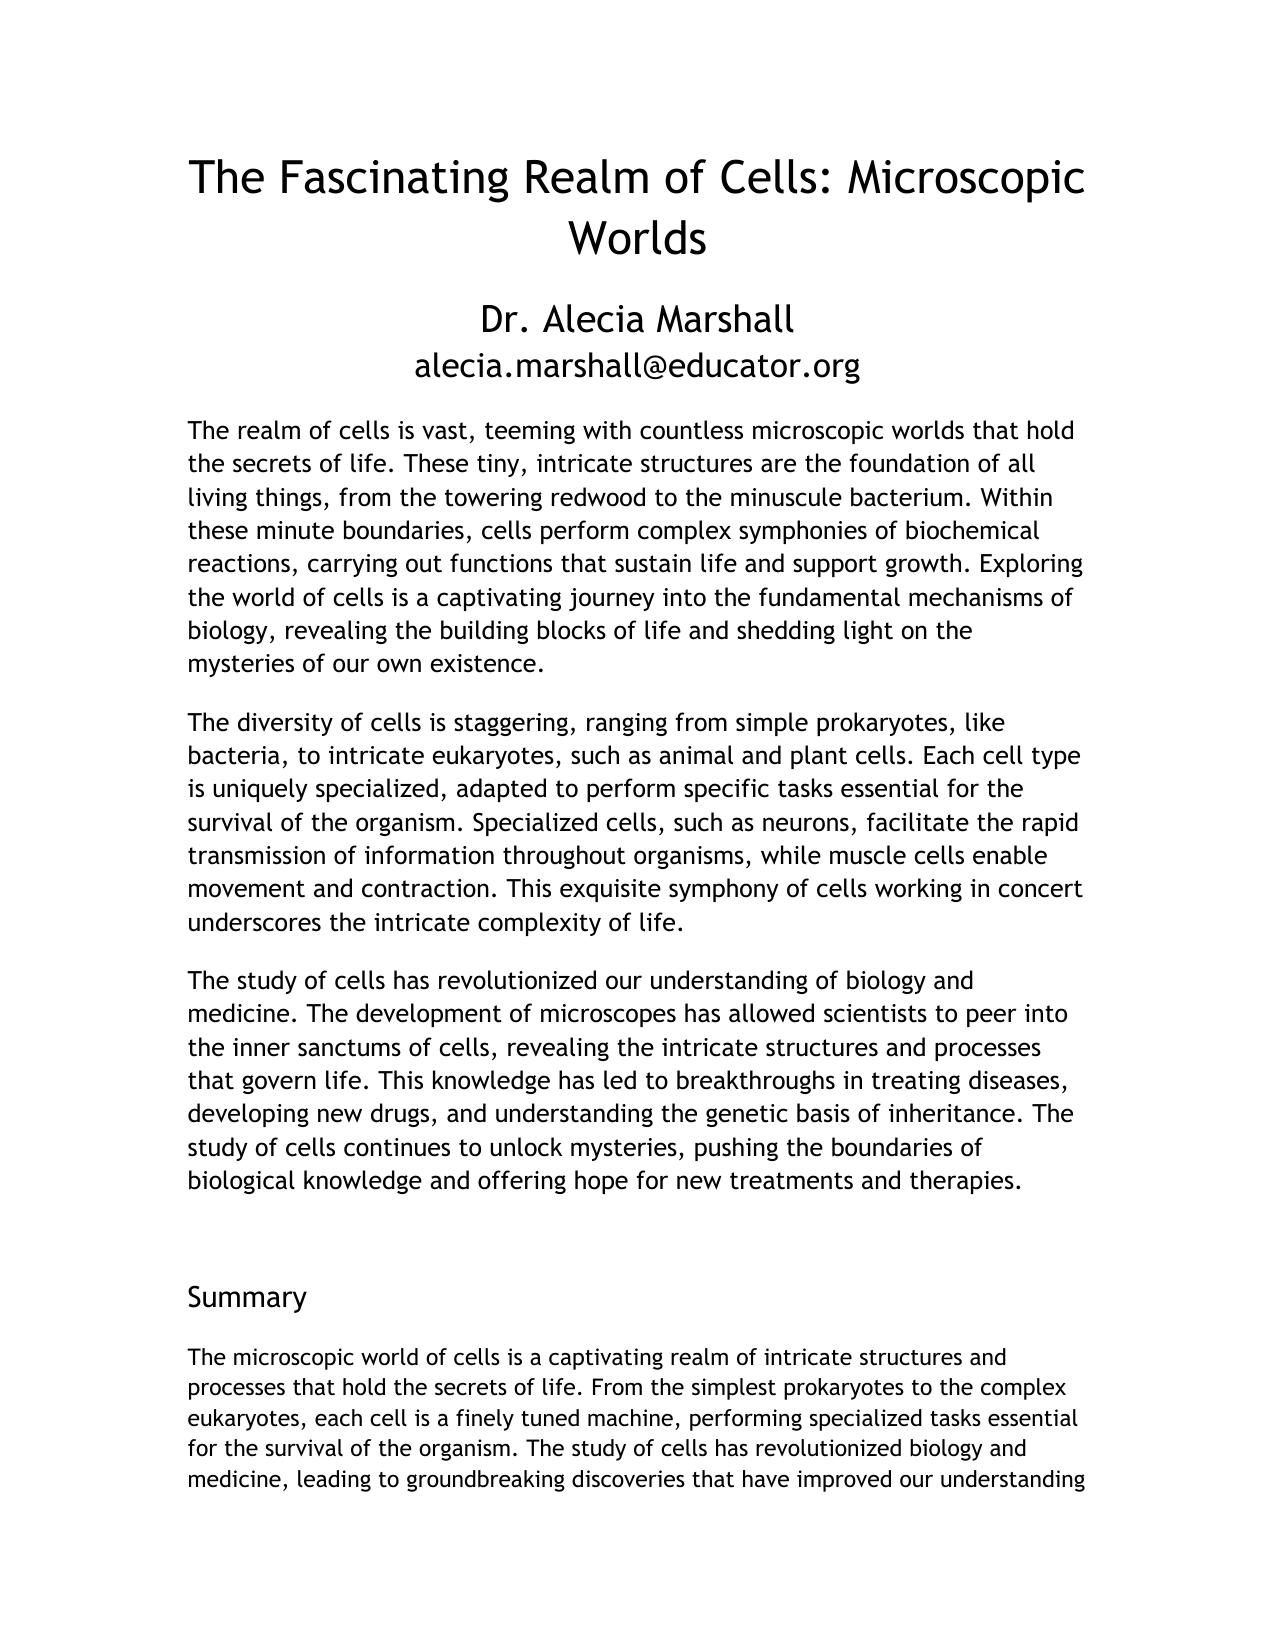 The Fascinating Realm of Cells: Microscopic
Worlds
Dr. Alecia Marshall
alecia.marshall@educator.org
The realm of cells is vast, teeming with countless microscopic worlds that hold
the secrets of life. These tiny, intricate structures are the foundation of all
living things, from the towering redwood to the minuscule bacterium. Within
these minute boundaries, cells perform complex symphonies of biochemical
reactions, carrying out functions that sustain life and support growth. Exploring
the world of cells is a captivating journey into the fundamental mechanisms of
biology, revealing the building blocks of life and shedding light on the
mysteries of our own existence.
The diversity of cells is staggering, ranging from simple prokaryotes, like
bacteria, to intricate eukaryotes, such as animal and plant cells. Each cell type
is uniquely specialized, adapted to perform specific tasks essential for the
survival of the organism. Specialized cells, such as neurons, facilitate the rapid
transmission of information throughout organisms, while muscle cells enable
movement and contraction. This exquisite symphony of cells working in concert
underscores the intricate complexity of life.
The study of cells has revolutionized our understanding of biology and
medicine. The development of microscopes has allowed scientists to peer into
the inner sanctums of cells, revealing the intricate structures and processes
that govern life. This knowledge has led to breakthroughs in treating diseases,
developing new drugs, and understanding the genetic basis of inheritance. The
study of cells continues to unlock mysteries, pushing the boundaries of
biological knowledge and offering hope for new treatments and therapies.
Summary
The microscopic world of cells is a captivating realm of intricate structures and
processes that hold the secrets of life. From the simplest prokaryotes to the complex
eukaryotes, each cell is a finely tuned machine, performing specialized tasks essential
for the survival of the organism. The study of cells has revolutionized biology and
medicine, leading to groundbreaking discoveries that have improved our understanding